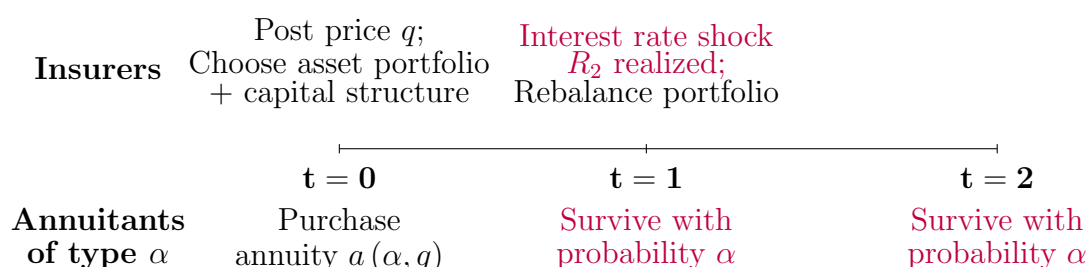 Post price q;
Interest rate shock
Insurers
Choose asset portfolio
R₂ realized;
+ capital structure
Rebalance portfolio
t = 0
t = 1
t = 2
Annuitants
of type α
Purchase
annuity a (α, q)
Survive with
probability α
Survive with
probability α